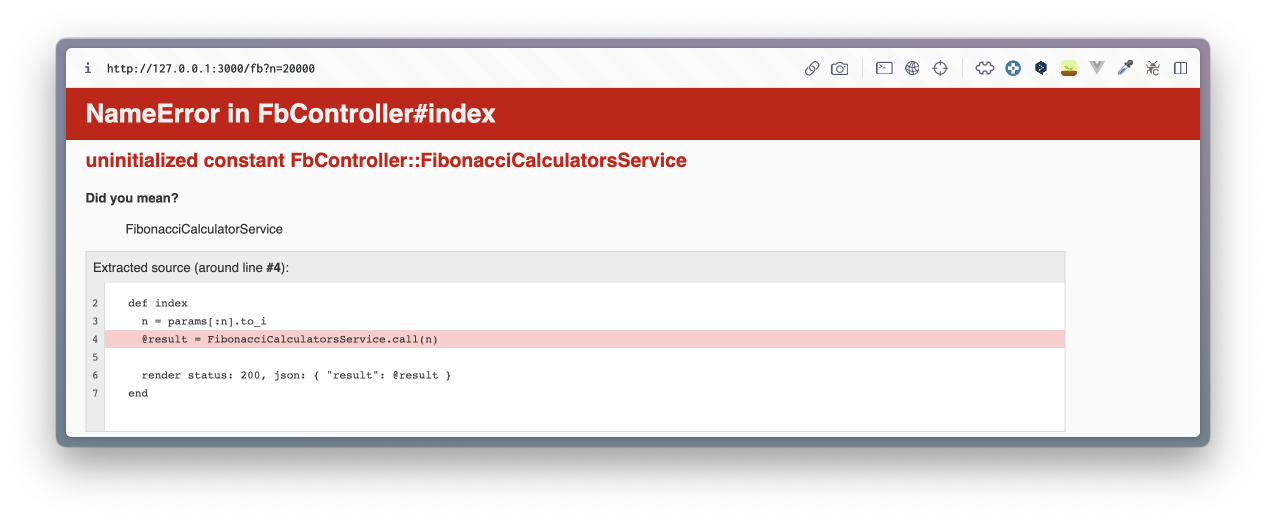 i http://127.0.0.1:3000/fb?n=20000
NameError in FbController#index
uninitialized constant FbController::FibonacciCalculatorsService
Did you mean?
FibonacciCalculatorService
Extracted source (around line #4):
2 def index
3 n = params[:n].to_i
4 @result = FibonacciCalculatorsService.call(n)
5
6 render status: 200, json: { "result": @result }
7 end